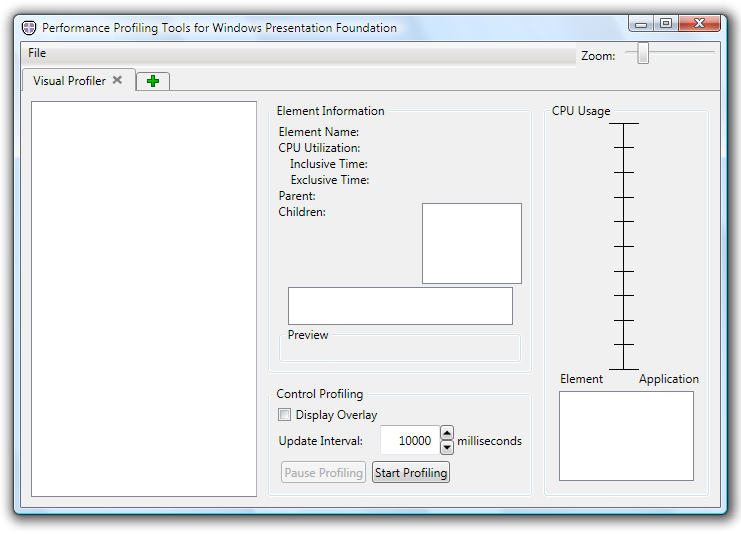 Performance Profiling Tools for Windows Presentation Foundation
File
Zoom:
Visual Profiler
Element Information
Element Name:
CPU Utilization:
Inclusive Time:
Exclusive Time:
Parent:
Children:
Preview
Control Profiling
Display Overlay
Update Interval: 10000 milliseconds
Pause Profiling Start Profiling
CPU Usage
Element Application